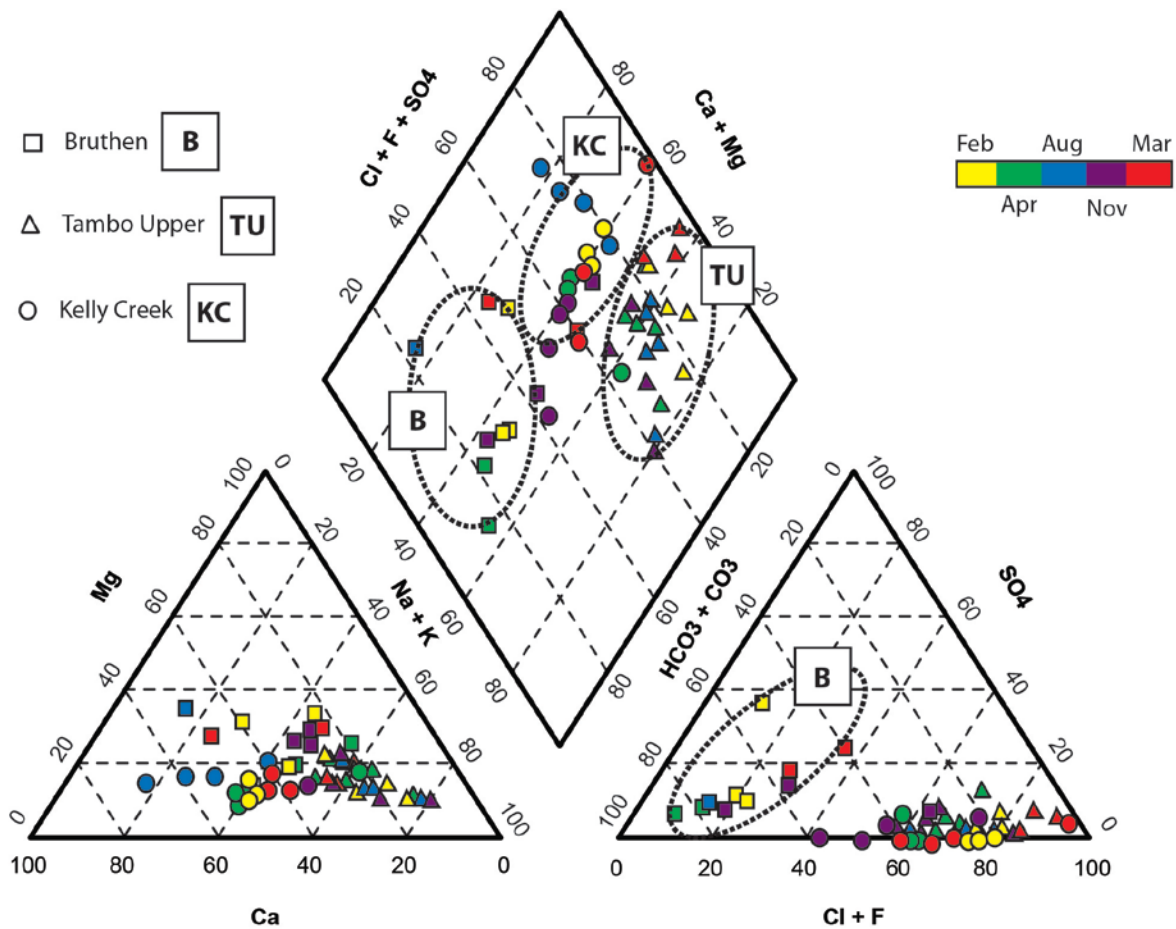 Bruthen B
Tambo Upper TU
Kelly Creek KC
Feb Aug Mar
Apr Nov
Cl + F + SO4
Ca + Mg
80 80
60 60
40 40
20 20
KC
TU
B
20 20
40 40
60 60
80 80
Na + K
HCO3 + CO3
Mg
100 0
80 20
60 40
40 60
20 80
0 100
100 80 60 40 20 0
Ca
SO4
B
0 100
20 80
40 60
60 40
80 20
100 0
0 20 40 60 80 100
Cl + F